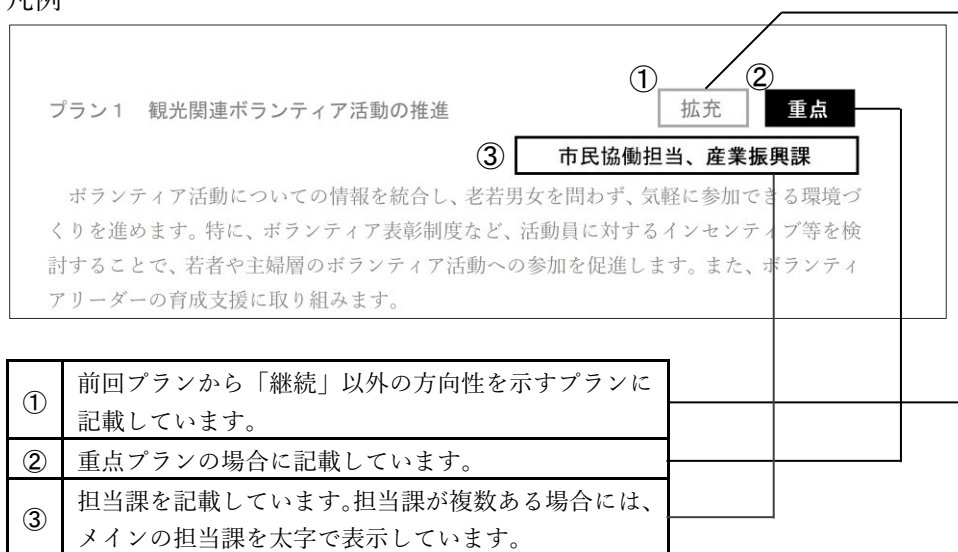 凡例
① ②
プラン１　観光関連ボランティア活動の推進　拡充　重点
③ 市民協働担当、産業振興課
ボランティア活動についての情報を統合し、老若男女を問わず、気軽に参加できる環境づ
くりを進めます。特に、ボランティア表彰制度など、活動員に対するインセンティブ等を検
討することで、若者や主婦層のボランティア活動への参加を促進します。また、ボランティ
アリーダーの育成支援に取り組みます。
① 前回プランから「継続」以外の方向性を示すプランに
記載しています。
② 重点プランの場合に記載しています。
③ 担当課を記載しています。担当課が複数ある場合には、
メインの担当課を太字で表示しています。